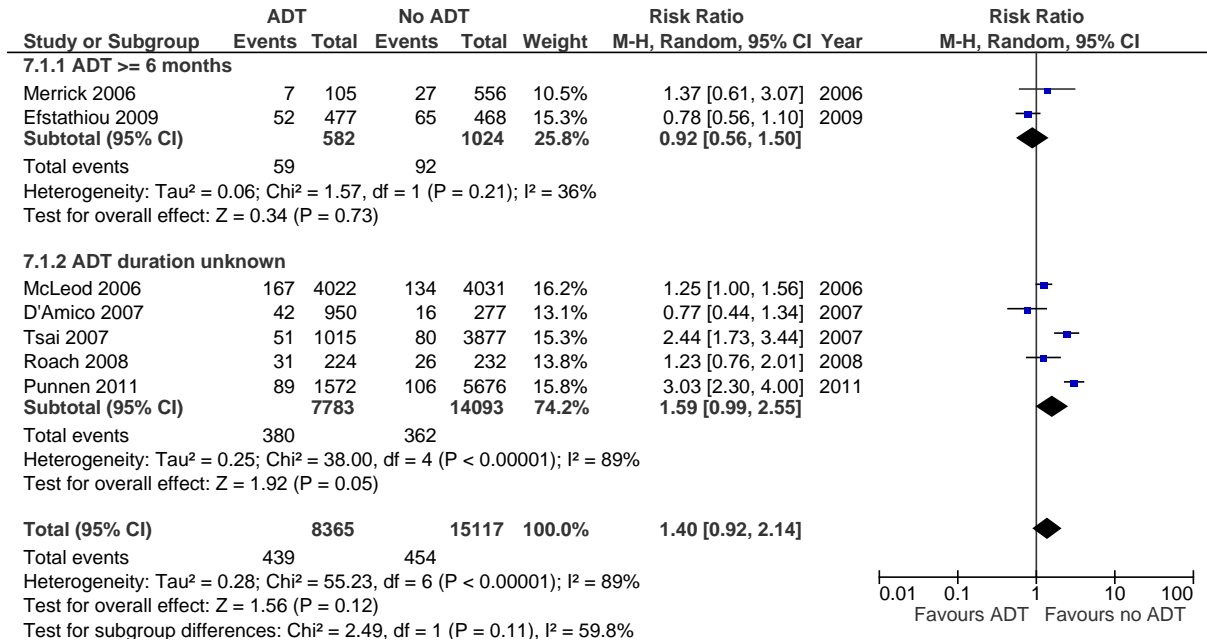 ADT No ADT Risk Ratio Risk Ratio
Study or Subgroup Events Total Events Total Weight M-H, Random, 95% CI Year M-H, Random, 95% CI
7.1.1 ADT >= 6 months
Merrick 2006 7 105 27 556 10.5% 1.37 [0.61, 3.07] 2006
Efstathiou 2009 52 477 65 468 15.3% 0.78 [0.56, 1.10] 2009
Subtotal (95% CI) 582 1024 25.8% 0.92 [0.56, 1.50]
Total events 59 92
Heterogeneity: Tau² = 0.06; Chi² = 1.57, df = 1 (P = 0.21); I² = 36%
Test for overall effect: Z = 0.34 (P = 0.73)
7.1.2 ADT duration unknown
McLeod 2006 167 4022 134 4031 16.2% 1.25 [1.00, 1.56] 2006
D'Amico 2007 42 950 16 277 13.1% 0.77 [0.44, 1.34] 2007
Tsai 2007 51 1015 80 3877 15.3% 2.44 [1.73, 3.44] 2007
Roach 2008 31 224 26 232 13.8% 1.23 [0.76, 2.01] 2008
Punnen 2011 89 1572 106 5676 15.8% 3.03 [2.30, 4.00] 2011
Subtotal (95% CI) 7783 14093 74.2% 1.59 [0.99, 2.55]
Total events 380 362
Heterogeneity: Tau² = 0.25; Chi² = 38.00, df = 4 (P < 0.00001); I² = 89%
Test for overall effect: Z = 1.92 (P = 0.05)
Total (95% CI) 8365 15117 100.0% 1.40 [0.92, 2.14]
Total events 439 454
Heterogeneity: Tau² = 0.28; Chi² = 55.23, df = 6 (P < 0.00001); I² = 89%
Test for overall effect: Z = 1.56 (P = 0.12)
Test for subgroup differences: Chi² = 2.49, df = 1 (P = 0.11), I² = 59.8%
0.01 0.1 1 10 100
Favours ADT Favours no ADT